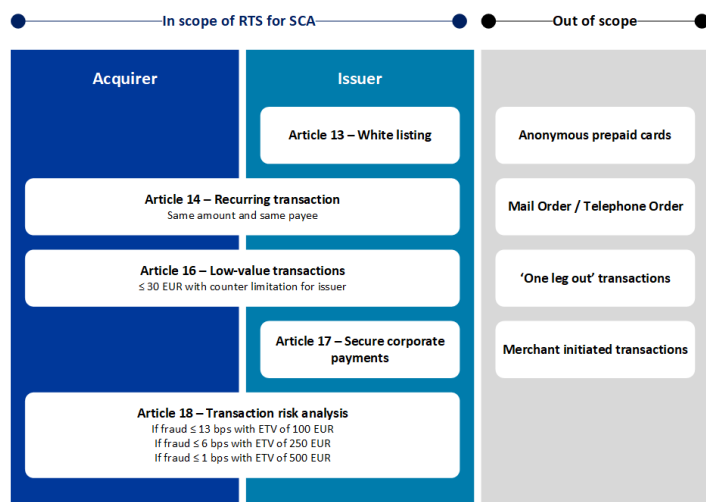 In scope of RTS for SCA
Out of scope
Acquirer
Issuer
Article 13 – White listing
Article 14 – Recurring transaction
Same amount and same payee
Article 16 – Low-value transactions
≤ 30 EUR with counter limitation for issuer
Article 17 – Secure corporate
payments
Article 18 – Transaction risk analysis
If fraud ≤ 13 bps with ETV of 100 EUR
If fraud ≤ 6 bps with ETV of 250 EUR
If fraud ≤ 1 bps with ETV of 500 EUR
Anonymous prepaid cards
Mail Order / Telephone Order
‘One leg out’ transactions
Merchant initiated transactions